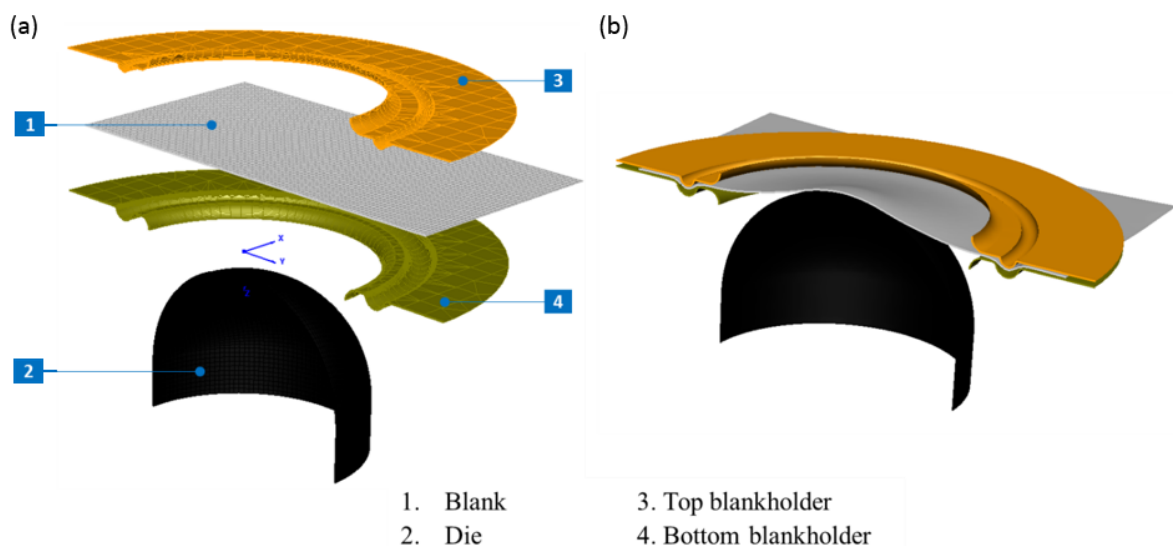 (a)
(b)
3
1
X
Y
4
2
1. Blank
2. Die
3. Top blankholder
4. Bottom blankholder